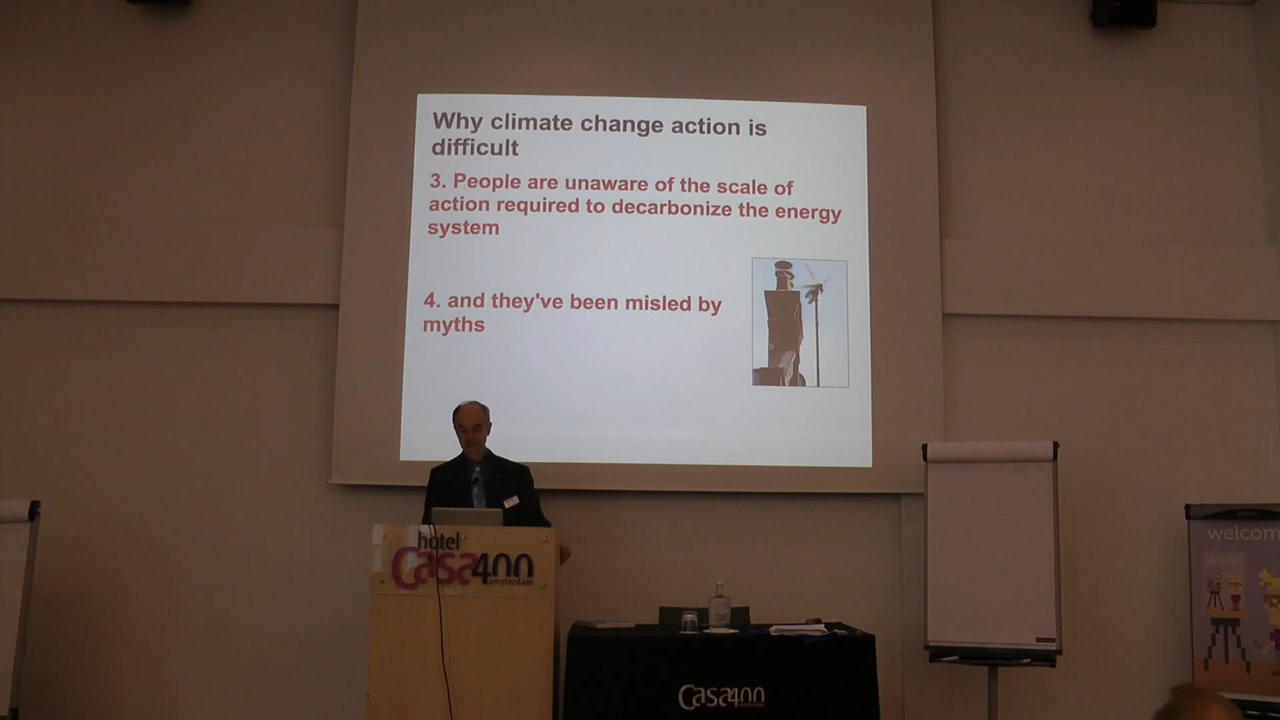 Why climate change action is
difficult
3. People are unaware of the scale of
action required to decarbonize the energy
system
4. and they've been misled by
myths
hotel
Casa400
amsterdam
Casa400
welcom